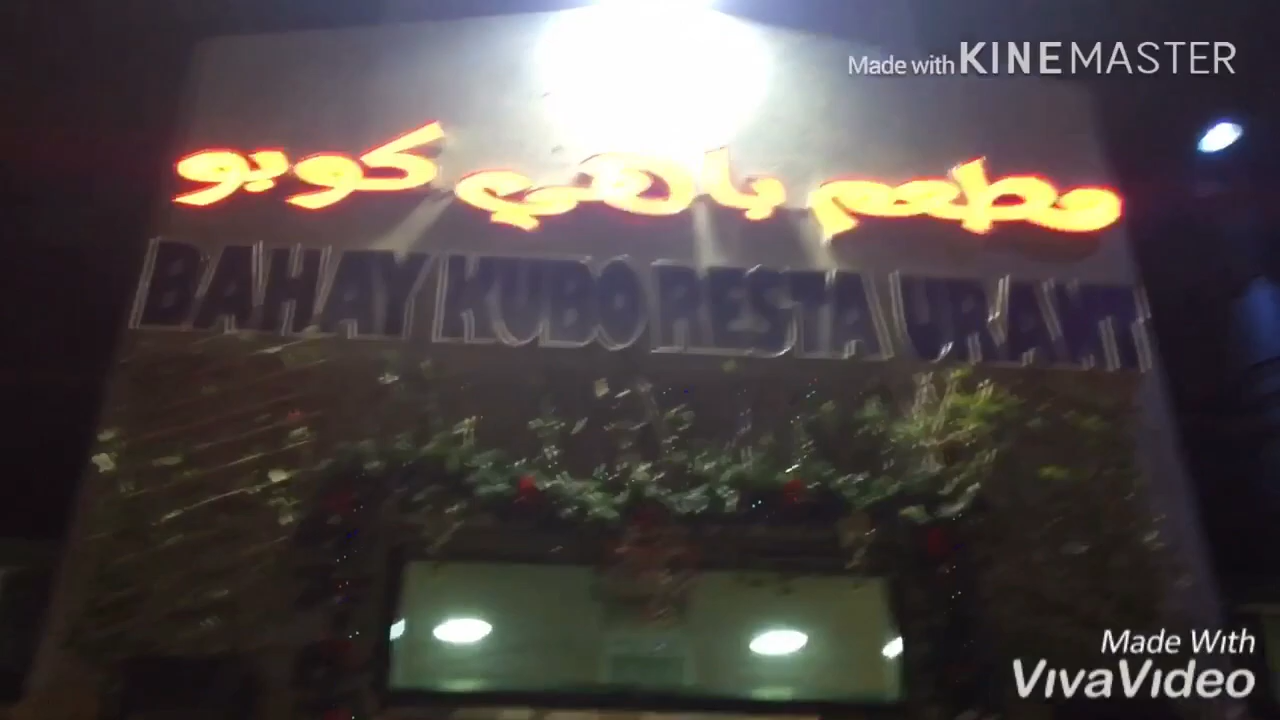 Made with KINEMASTER
مطعم باهي كوبو
BAHAY KUBO RESTAURANT
Made With
VivaVideo